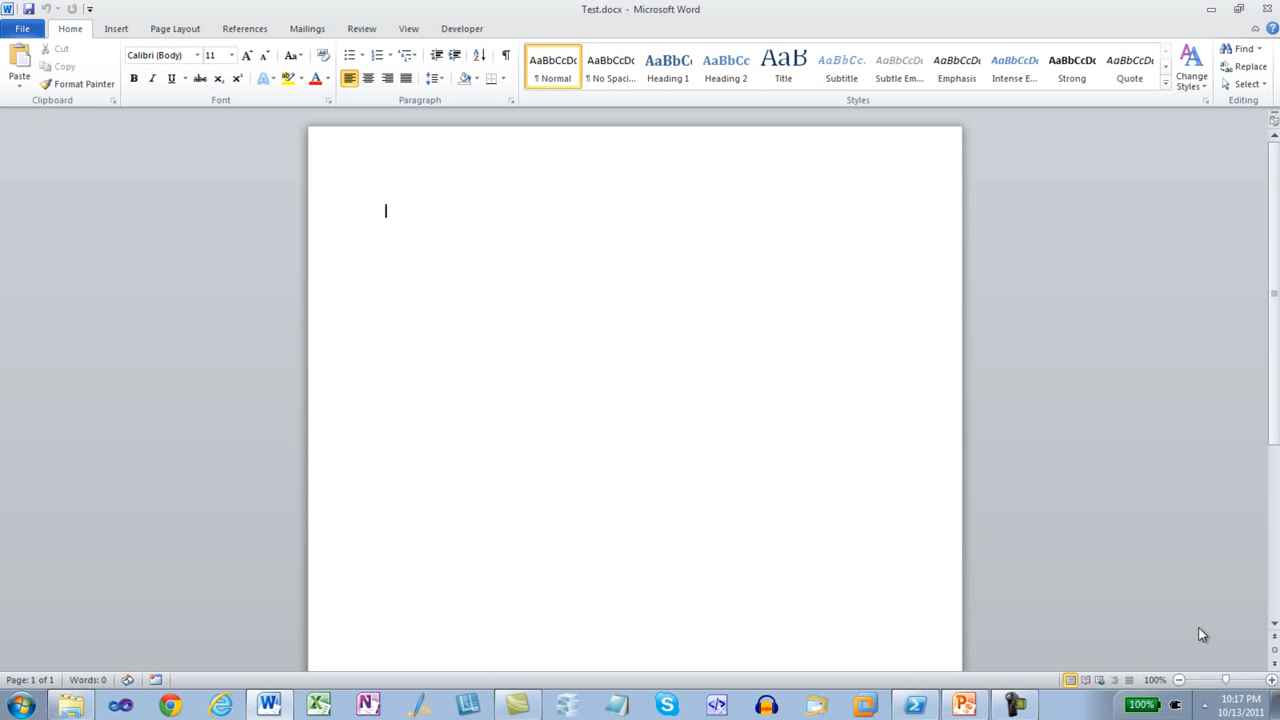 Test.docx - Microsoft Word
File Home Insert Page Layout References Mailings Review View Developer
Paste
Cut
Copy
Format Painter
Clipboard
Calibri (Body) 11
Font
Paragraph
AaBbCcDc AaBbCcDc AaBbC AaBbCc AaB AaBbCc. AaBbCcDc AaBbCcDc AaBbCcDc AaBbCcDc AaBbCcDc
¶ Normal ¶ No Spaci... Heading 1 Heading 2 Title Subtitle Subtle Em... Emphasis Intense E... Strong Quote
Change Styles
Styles
Find
Replace
Select
Editing
Page: 1 of 1 Words: 0
100%
100%
10:17 PM
10/13/2011